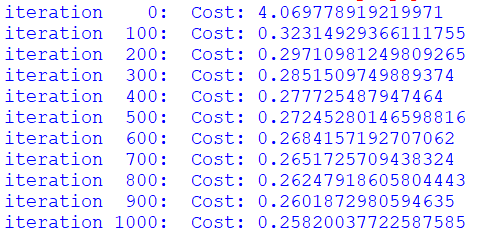 iteration    0:  Cost: 4.069778919219971
iteration  100:  Cost: 0.32314929366111755
iteration  200:  Cost: 0.29710981249809265
iteration  300:  Cost: 0.2851509749889374
iteration  400:  Cost: 0.277725487947464
iteration  500:  Cost: 0.27245280146598816
iteration  600:  Cost: 0.2684157192707062
iteration  700:  Cost: 0.2651725709438324
iteration  800:  Cost: 0.26247918605804443
iteration  900:  Cost: 0.2601872980594635
iteration 1000:  Cost: 0.25820037722587585